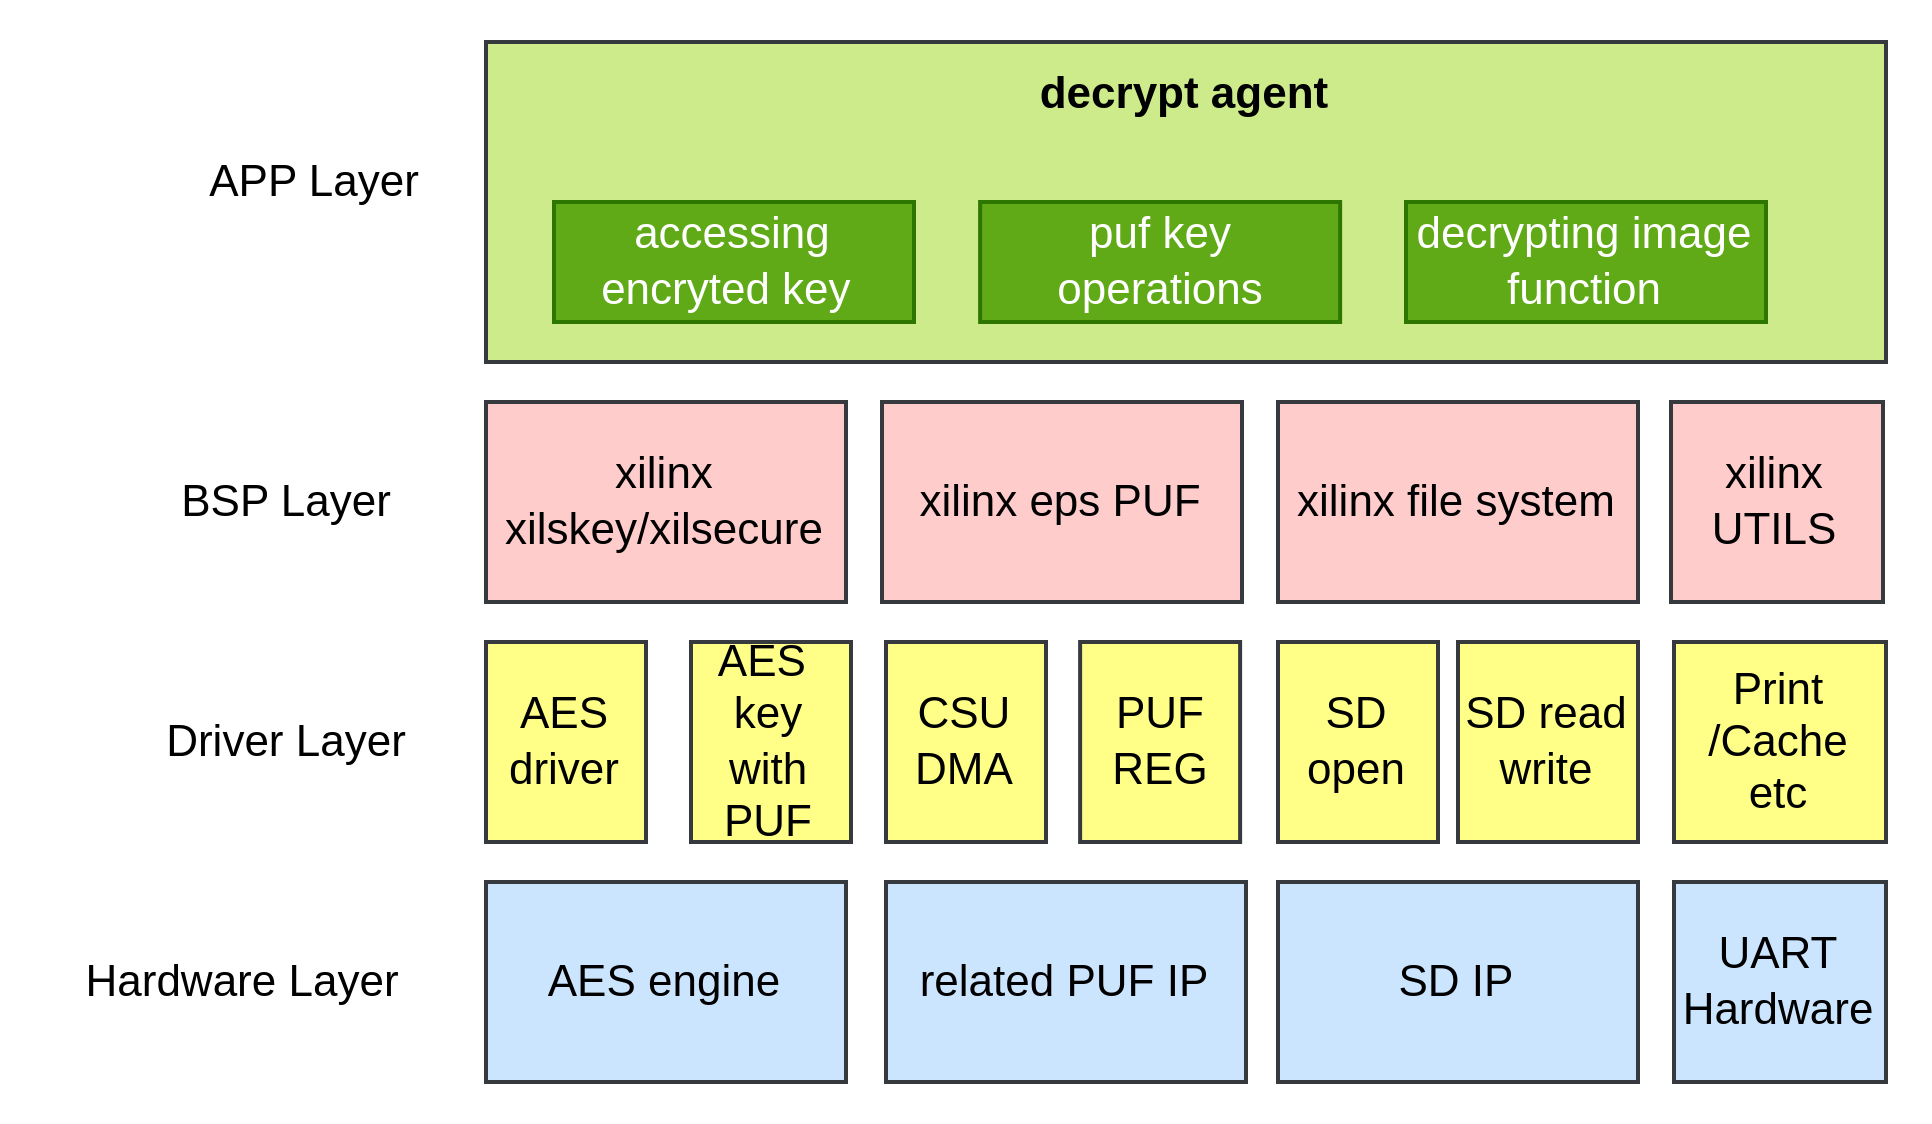 decrypt agent
APP Layer
accessing
encryted key
puf key
operations
decrypting image
function
BSP Layer
xilinx
xilskey/xilsecure
xilinx eps PUF
xilinx file system
xilinx
UTILS
Driver Layer
AES
driver
AES
key
with
PUF
CSU
DMA
PUF
REG
SD
open
SD read
write
Print
/Cache
etc
Hardware Layer
AES engine
related PUF IP
SD IP
UART
Hardware